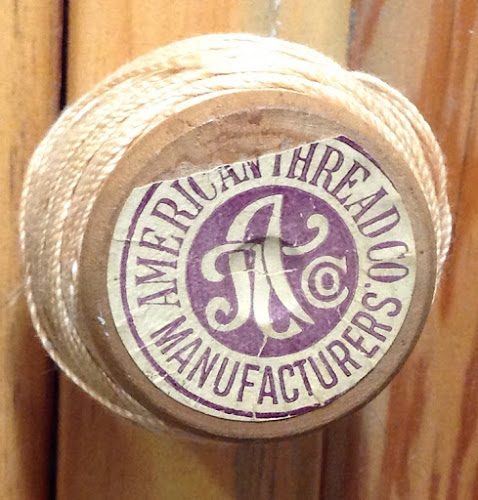 AMERICAN THREAD CO.
ATCO
MANUFACTURERS.